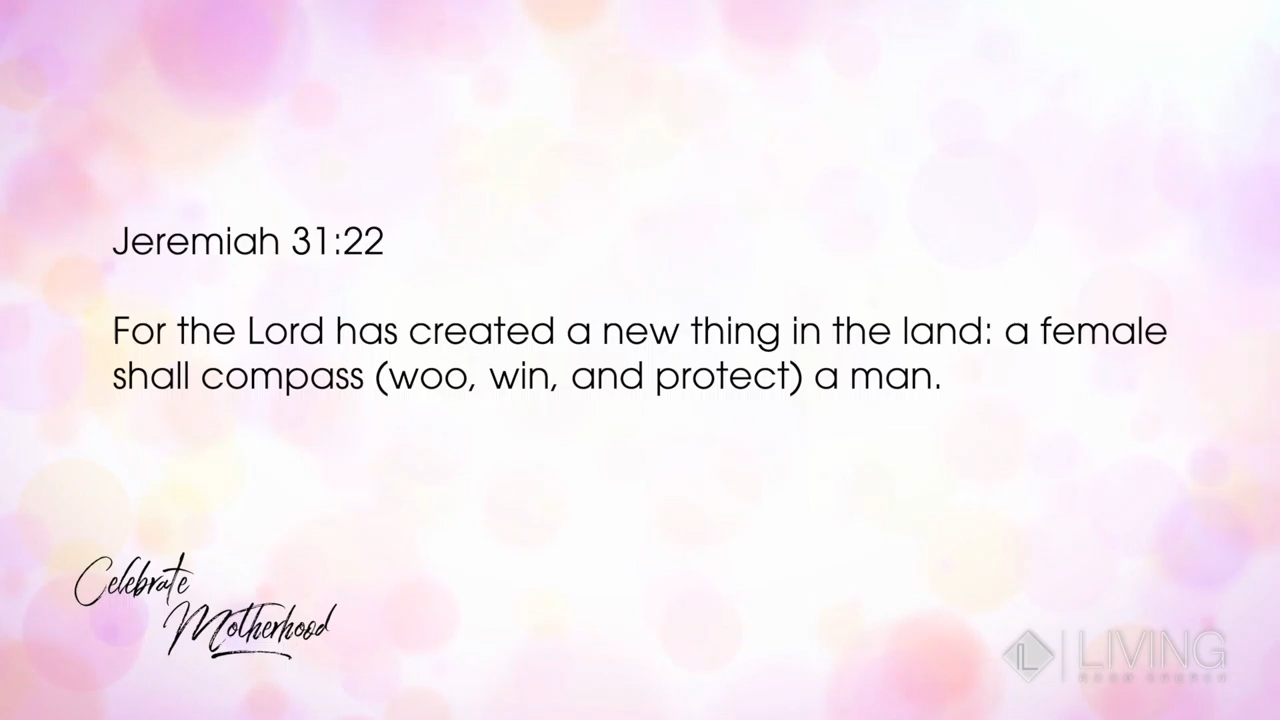 Jeremiah 31:22
For the Lord has created a new thing in the land: a female
shall compass (woo, win, and protect) a man.
Celebrate
Motherhood
LIVING